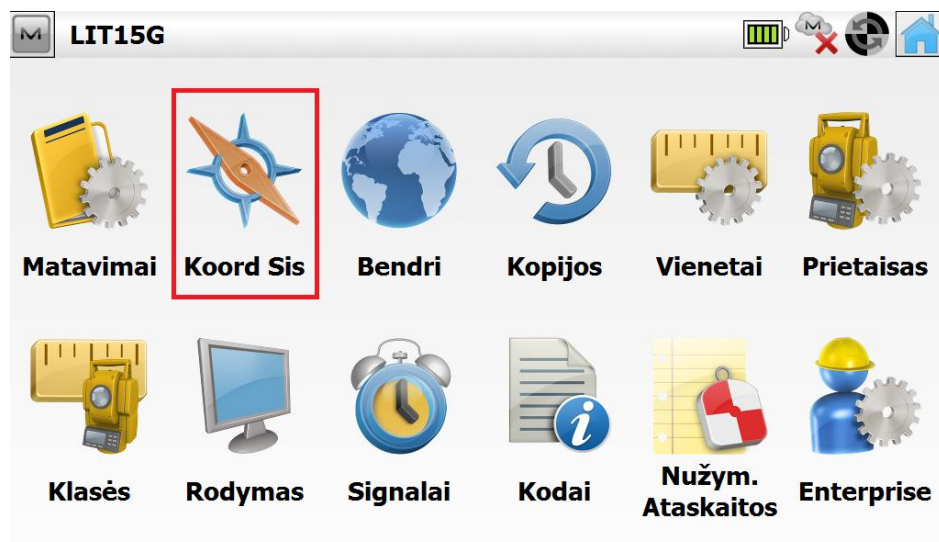 LIT15G
Matavimai
Koord Sis
Bendri
Kopijos
Vienetai
Prietaisas
Klasės
Rodymas
Signalai
Kodai
Nužym.
Ataskaitos
Enterprise